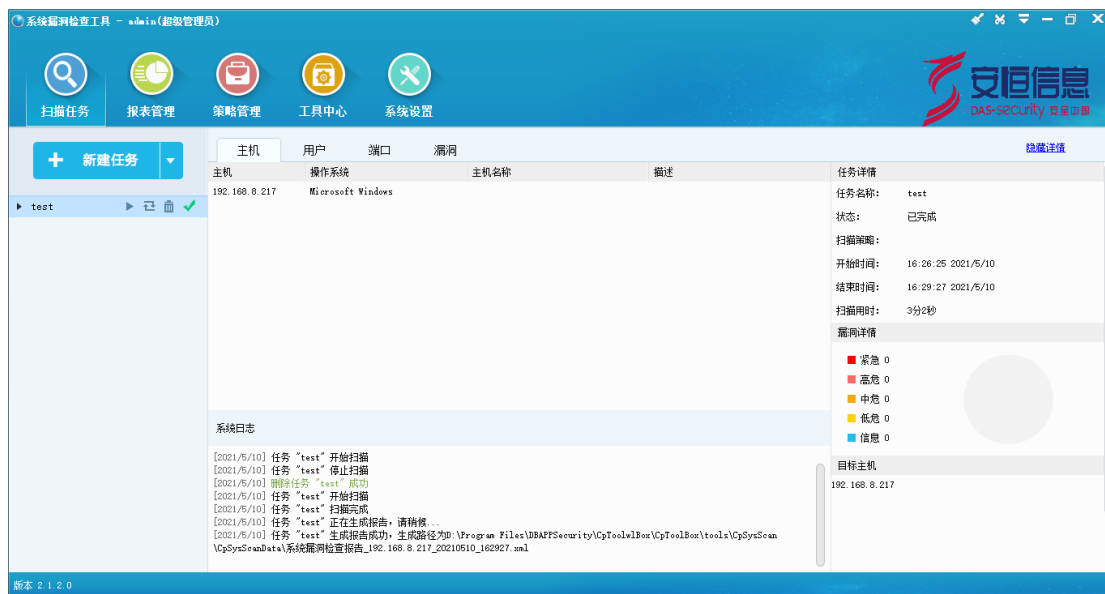 系统漏洞检查工具 - admin(超级管理员)
扫描任务 报表管理 策略管理 工具中心 系统设置
安恒信息
DAS-security 安全中国
新建任务
test
主机 用户 端口 漏洞 隐藏详情
主机 操作系统 主机名称 描述
192.168.8.217 Microsoft Windows
系统日志
[2021/5/10] 任务 "test" 开始扫描
[2021/5/10] 任务 "test" 停止扫描
[2021/5/10] 删除任务 "test" 成功
[2021/5/10] 任务 "test" 开始扫描
[2021/5/10] 任务 "test" 扫描完成
[2021/5/10] 任务 "test" 正在生成报告，请稍候...
[2021/5/10] 任务 "test" 生成报告成功，生成路径为D:\Program Files\DBAPPSecurity\CpToolwlBox\CpToolBox\tools\CpSysScan
\CpSysScanData\系统漏洞检查报告_192.168.8.217_20210510_162927.xml
任务详情
任务名称: test
状态: 已完成
扫描策略:
开始时间: 16:26:25 2021/5/10
结束时间: 16:29:27 2021/5/10
扫描用时: 3分2秒
漏洞详情
紧急 0
高危 0
中危 0
低危 0
信息 0
目标主机
192.168.8.217
版本 2.1.2.0